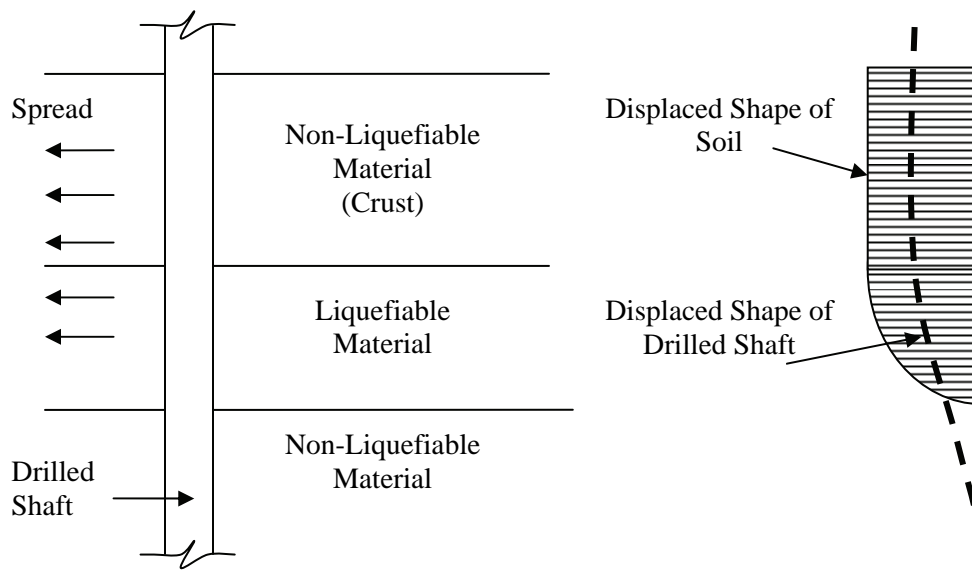 Spread
Non-Liquefiable
Material
(Crust)
Displaced Shape of
Soil
Liquefiable
Material
Displaced Shape of
Drilled Shaft
Non-Liquefiable
Material
Drilled
Shaft